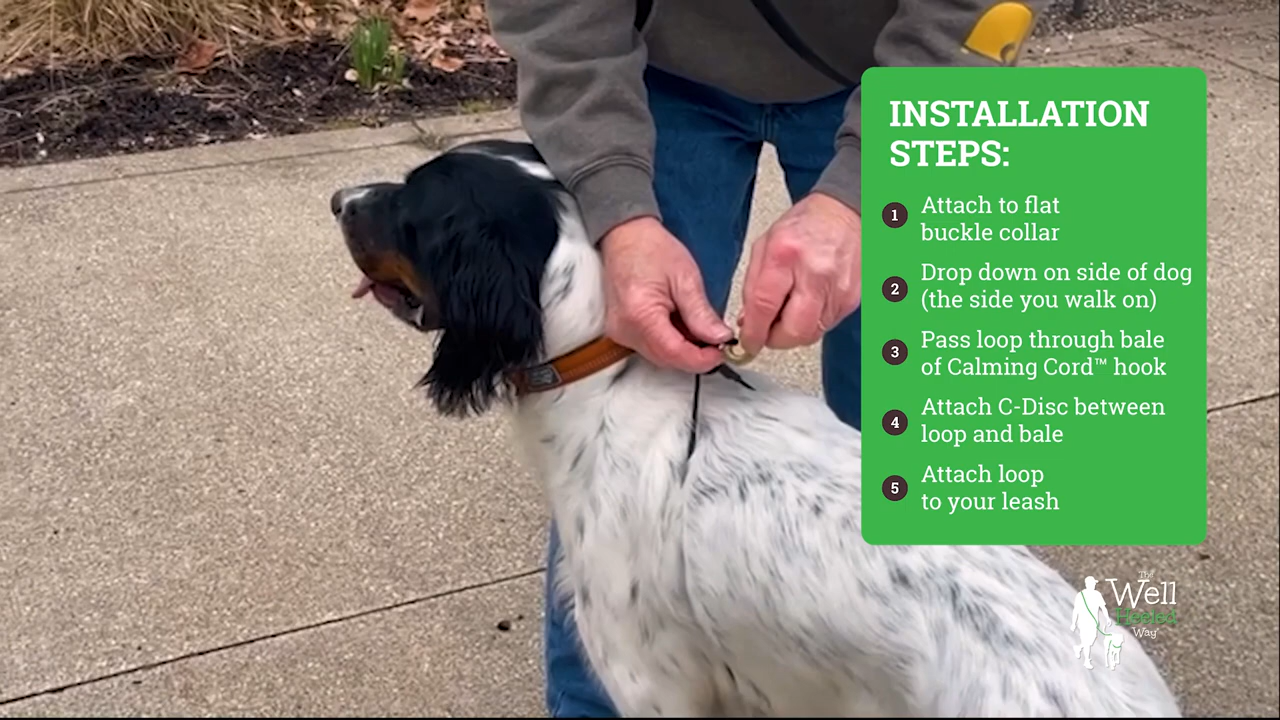 INSTALLATION
STEPS:
1 Attach to flat
buckle collar
2 Drop down on side of dog
(the side you walk on)
3 Pass loop through bale
of Calming Cord™ hook
4 Attach C-Disc between
loop and bale
5 Attach loop
to your leash
The
Well
Heeled
Way